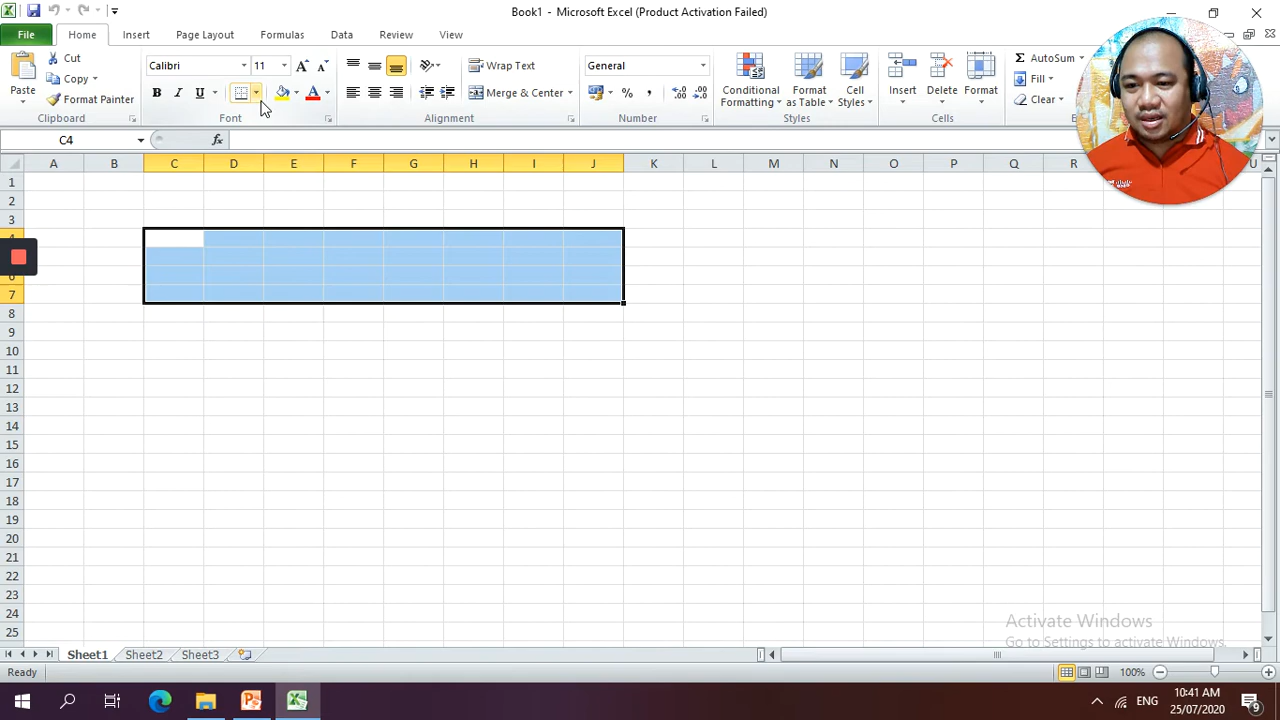 Book1 - Microsoft Excel (Product Activation Failed)
File Home Insert Page Layout Formulas Data Review View
Paste Cut Copy Format Painter Clipboard
Calibri 11 B I U A Font
Wrap Text Merge & Center Alignment
General % , Number
Conditional Formatting Format as Table Cell Styles Styles
Insert Delete Format Cells
AutoSum Fill Clear
C4 fx
A B C D E F G H I J K L M N O P Q R U
1
2
3
4
6
7
8
9
10
11
12
13
14
15
16
17
18
19
20
21
22
23
24
25
Activate Windows
Go to Settings to activate Windows.
Sheet1 Sheet2 Sheet3
Ready 100%
ENG 10:41 AM
25/07/2020 9